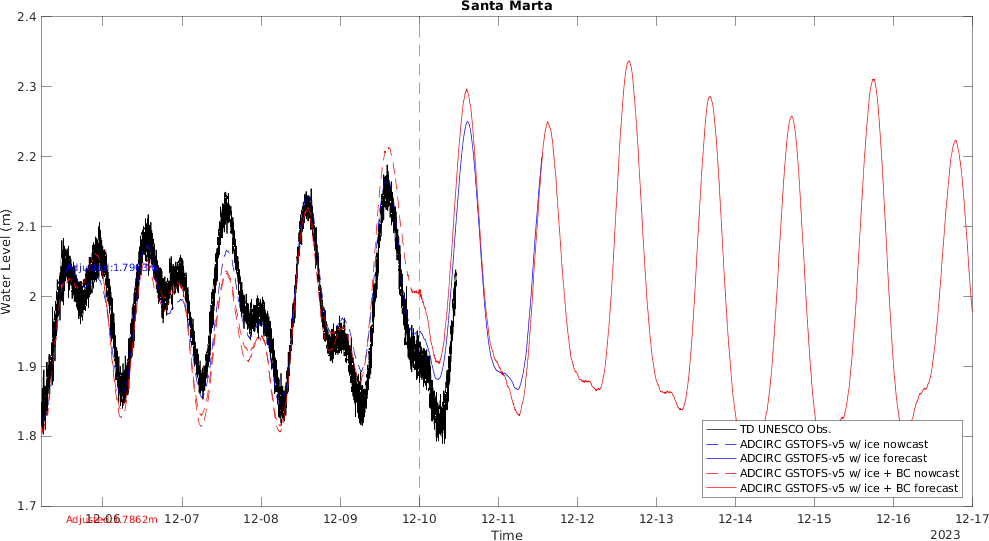 Santa Marta
2.4
2.3
2.2
2.1
2
1.9
1.8
1.7
Water Level (m)
TD UNESCO Obs.
ADCIRC GSTOFS-v5 w/ ice nowcast
ADCIRC GSTOFS-v5 w/ ice forecast
ADCIRC GSTOFS-v5 w/ ice + BC nowcast
ADCIRC GSTOFS-v5 w/ ice + BC forecast
12-06 12-07 12-08 12-09 12-10 12-11 12-12 12-13 12-14 12-15 12-16 12-17
Time
2023